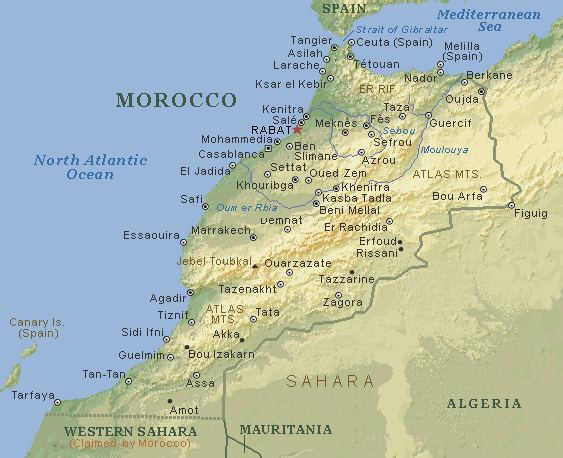 SPAIN
Mediterranean
Sea
Strait of Gibraltar
Tangier
Ceuta (Spain)
Melilla
(Spain)
Asilah
Larache
Tétouan
Nador
Berkane
Ksar el Kebir
ER RIF
Oujda
MOROCCO
Kenitra
Taza
Salé
Meknès
Fès
Guercif
RABAT
Sebou
Mohammedia
Ben
Slimane
Sefrou
Moulouya
North Atlantic
Ocean
Casablanca
Azrou
El Jadida
Settat
Oued Zem
ATLAS MTS.
Khouribga
Khenifra
Bou Arfa
Safi
Kasba Tadla
Oum er Rbia
Beni Mellal
Figuig
Demnat
Er Rachidia
Essaouira
Marrakech
Erfoud
Rissani
Jebel Toubkal
Ouarzazate
Tazzarine
Tazenakht
Agadir
Zagora
ATLAS
MTS.
Tiznit
Tata
Canary Is.
(Spain)
Sidi Ifni
Akka
Guelmim
Bou Izakarn
Tan-Tan
Assa
SAHARA
Tarfaya
Amot
ALGERIA
WESTERN SAHARA
(Claimed by Morocco)
MAURITANIA